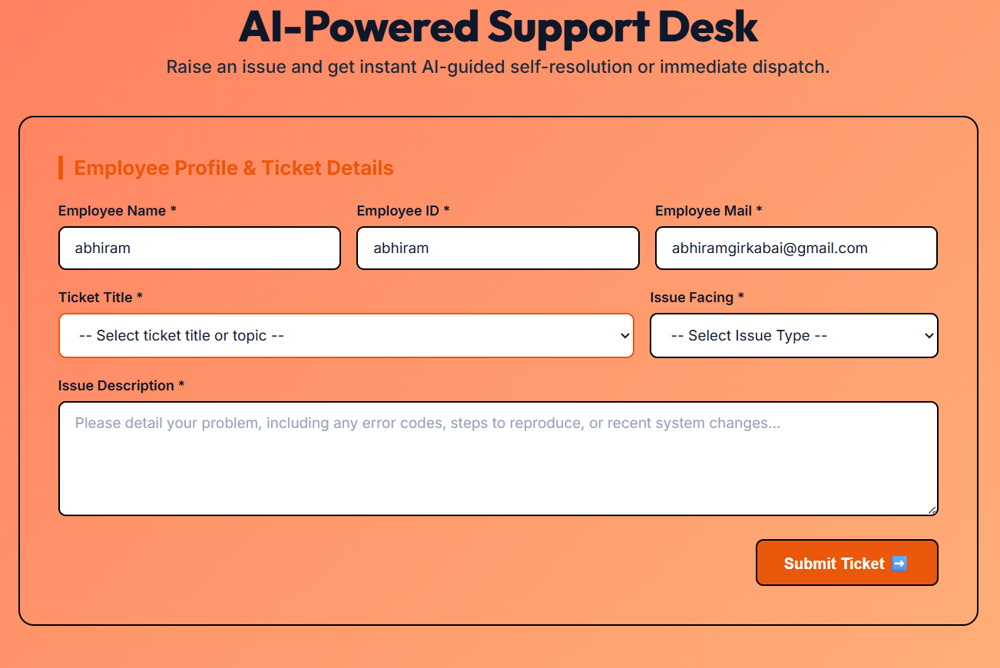 AI-Powered Support Desk
Raise an issue and get instant AI-guided self-resolution or immediate dispatch.
Employee Profile & Ticket Details
Employee Name * Employee ID * Employee Mail *
abhiram abhiram abhiramgirkabai@gmail.com
Ticket Title * Issue Facing *
-- Select ticket title or topic -- -- Select Issue Type --
Issue Description *
Please detail your problem, including any error codes, steps to reproduce, or recent system changes...
Submit Ticket ➡️